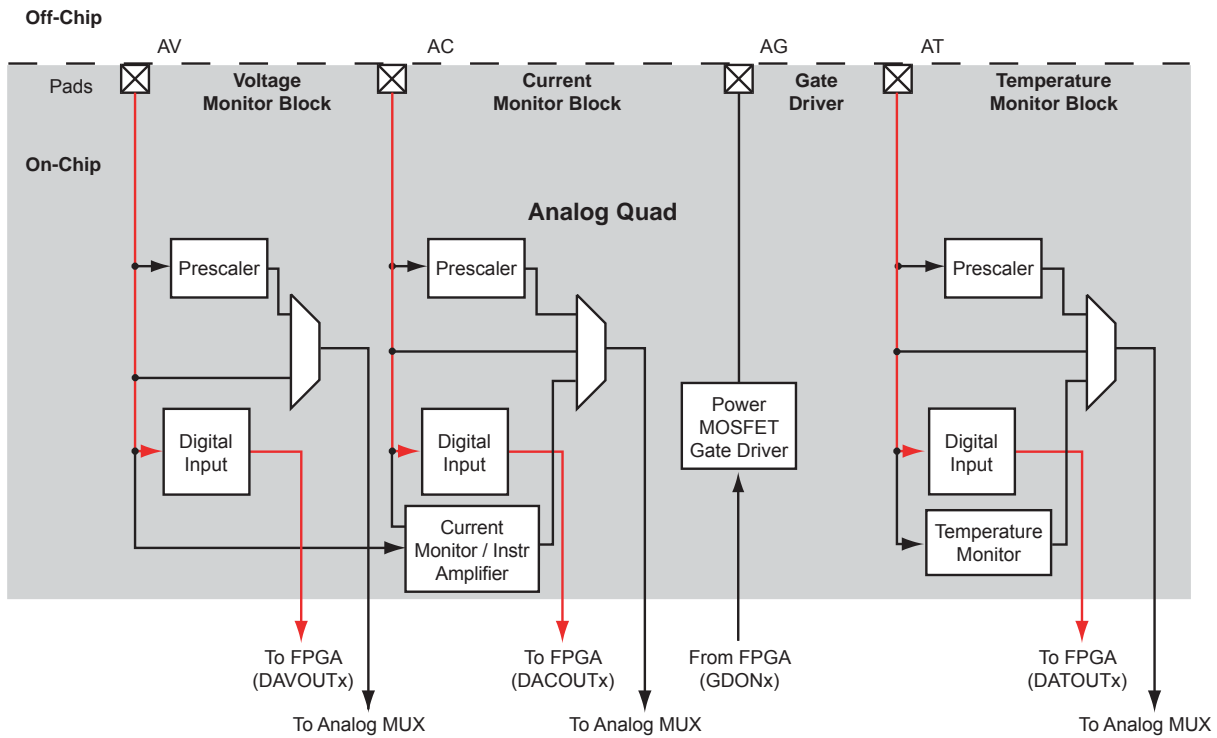 Off-Chip
AV
AC
AG
AT
Pads
Voltage
Monitor Block
Current
Monitor Block
Gate
Driver
Temperature
Monitor Block
On-Chip
Analog Quad
Prescaler
Prescaler
Prescaler
Power
MOSFET
Gate Driver
Digital
Input
Digital
Input
Digital
Input
Current
Monitor / Instr
Amplifier
Temperature
Monitor
To FPGA
(DAVOUTx)
To FPGA
(DACOUTx)
From FPGA
(GDONx)
To FPGA
(DATOUTx)
To Analog MUX
To Analog MUX
To Analog MUX